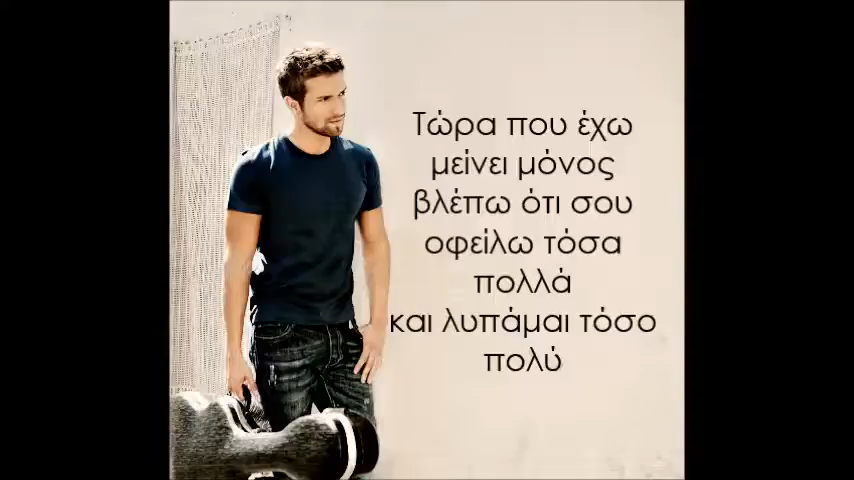 Τώρα που έχω
μείνει μόνος
βλέπω ότι σου
οφείλω τόσα
πολλά
και λυπάμαι τόσο
πολύ